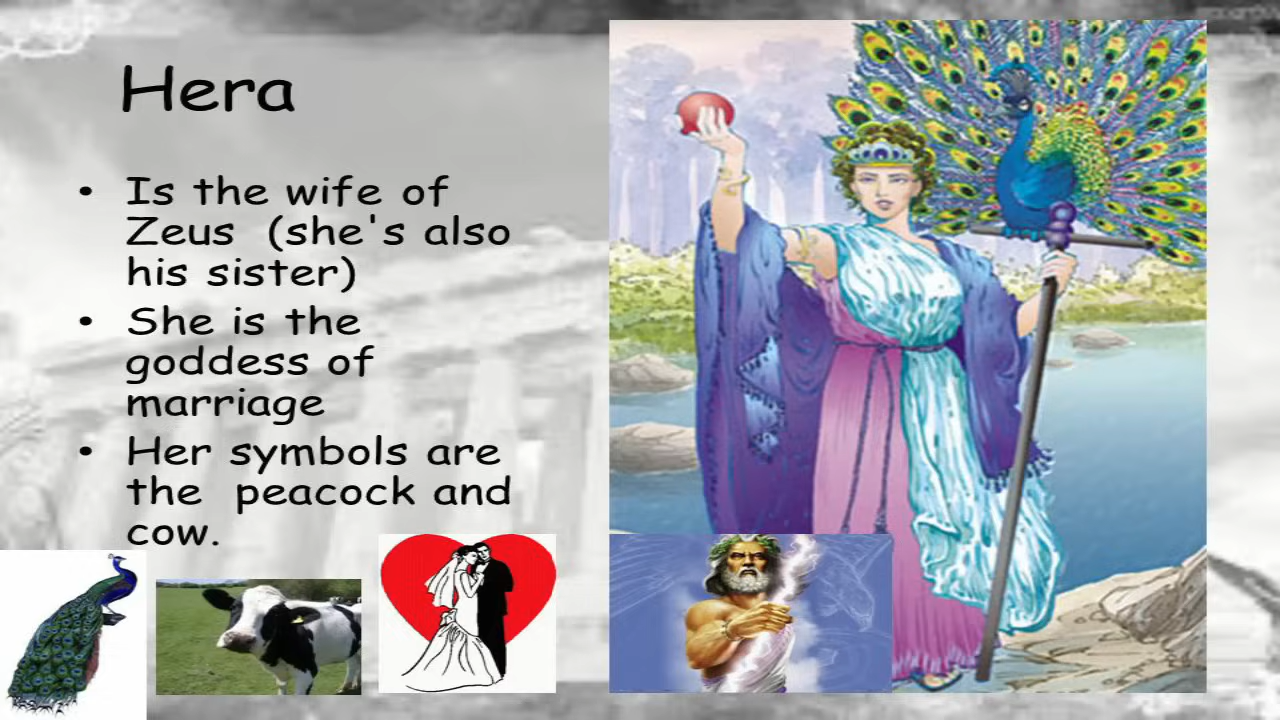 Hera
• Is the wife of
Zeus  (she's also
his sister)
• She is the
goddess of
marriage
• Her symbols are
the  peacock and
cow.